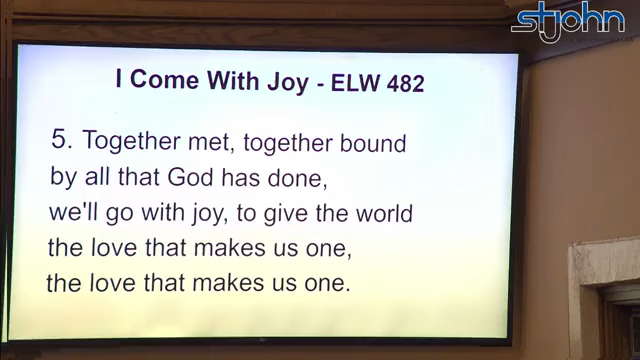 stjohn
I Come With Joy - ELW 482
5. Together met, together bound
by all that God has done,
we'll go with joy, to give the world
the love that makes us one,
the love that makes us one.